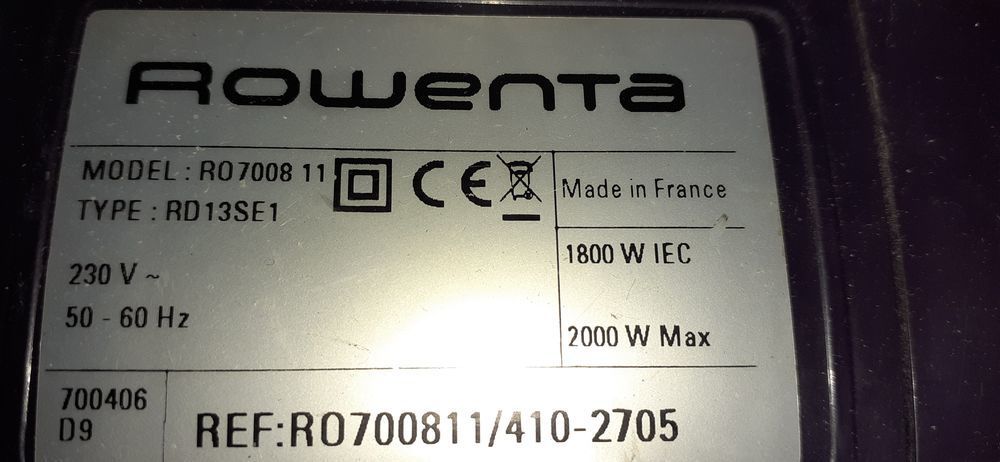 Rowenta
MODEL : RO7008 11
TYPE : RD13SE1
CE
Made in France
230 V ~
50 - 60 Hz
1800 W IEC
2000 W Max
700406
D9
REF:RO700811/410-2705